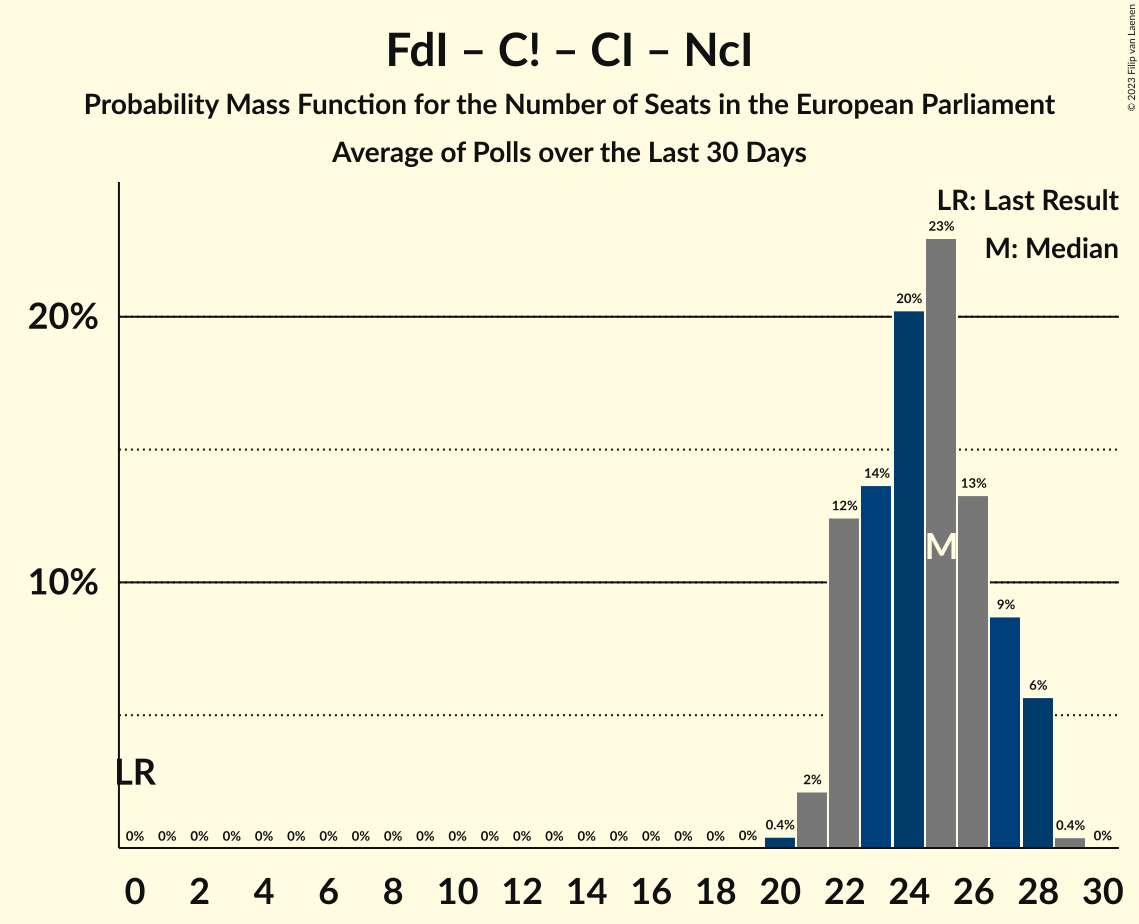 FdI – C! – CI – NcI
Probability Mass Function for the Number of Seats in the European Parliament
Average of Polls over the Last 30 Days
© 2023 Filip van Laenen
LR: Last Result
M: Median
23%
20%
20%
14%
13%
12%
M
10%
9%
6%
LR
2%
0% 0% 0% 0% 0% 0% 0% 0% 0% 0% 0% 0% 0% 0% 0% 0% 0% 0% 0% 0% 0.4% 0.4% 0%
0 2 4 6 8 10 12 14 16 18 20 22 24 26 28 30